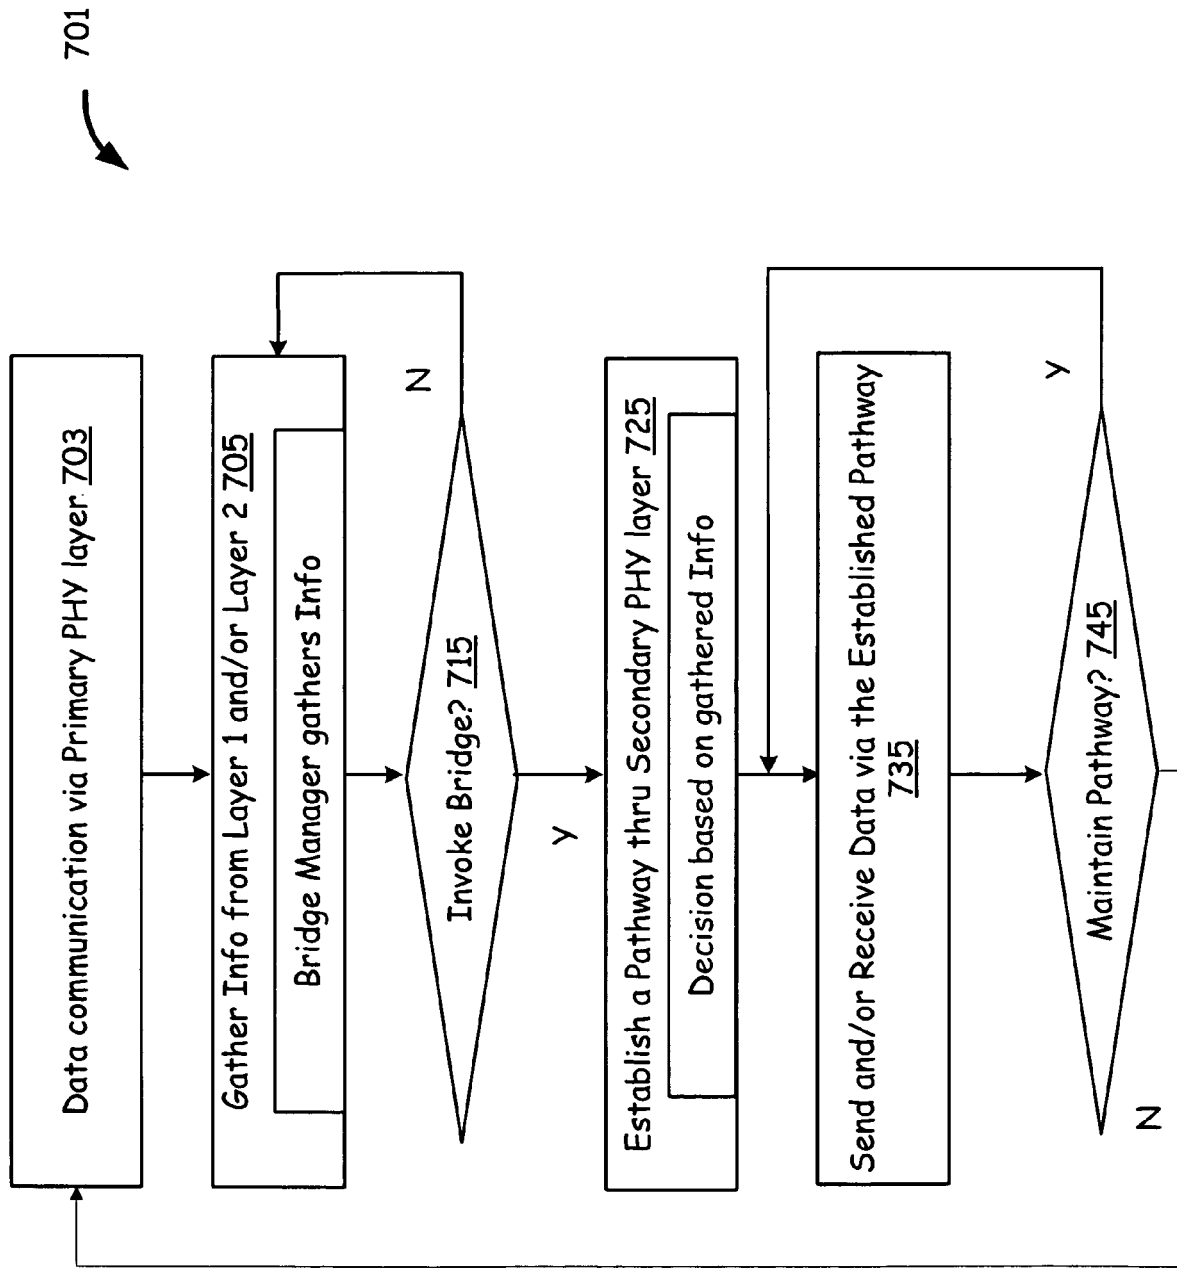 701
Data communication via Primary PHY layer 703
Gather Info from Layer 1 and/or Layer 2 705
Bridge Manager gathers Info
Invoke Bridge? 715
N
Y
Establish a Pathway thru Secondary PHY layer 725
Decision based on gathered Info
Send and/or Receive Data via the Established Pathway
735
Maintain Pathway? 745
Y
N